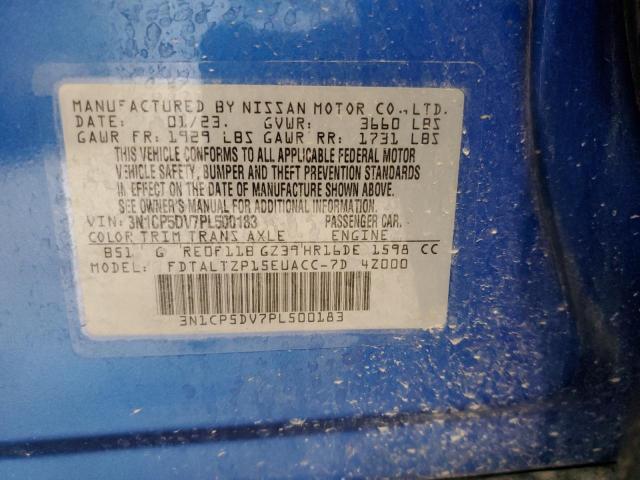 MANUFACTURED BY NISSAN MOTOR CO., LTD.
DATE: 01/23. GVWR: 3660 LBS
GAWR FR: 1929 LBS GAWR RR: 1731 LBS
THIS VEHICLE CONFORMS TO ALL APPLICABLE FEDERAL MOTOR
VEHICLE SAFETY, BUMPER AND THEFT PREVENTION STANDARDS
IN EFFECT ON THE DATE OF MANUFACTURE SHOWN ABOVE.
SEE OWNER'S MANUAL FOR ADDITIONAL INFORMATION.
VIN: 3N1CP5DV7PL500183 PASSENGER CAR.
COLOR TRIM TRANS AXLE ENGINE
B51 G RE0F11B GZ39 HR16DE 1598 CC
MODEL: FDTALTZP15EUACC-7D 4Z000
3N1CP5DV7PL500183